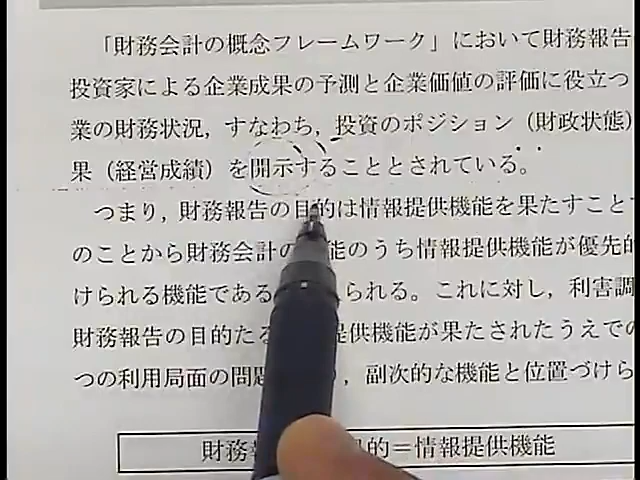 「財務会計の概念フレームワーク」において財務報告
投資家による企業成果の予測と企業価値の評価に役立つ
業の財務状況，すなわち，投資のポジション（財政状態）
果（経営成績）を開示することとされている。
つまり，財務報告の目的は情報提供機能を果たすこと
のことから財務会計の 能のうち情報提供機能が優先的
けられる機能である られる。これに対し，利害調
財務報告の目的た 提供機能が果たされたうえでの
つの利用局面の問 ，副次的な機能と位置づけら
財務 的＝情報提供機能